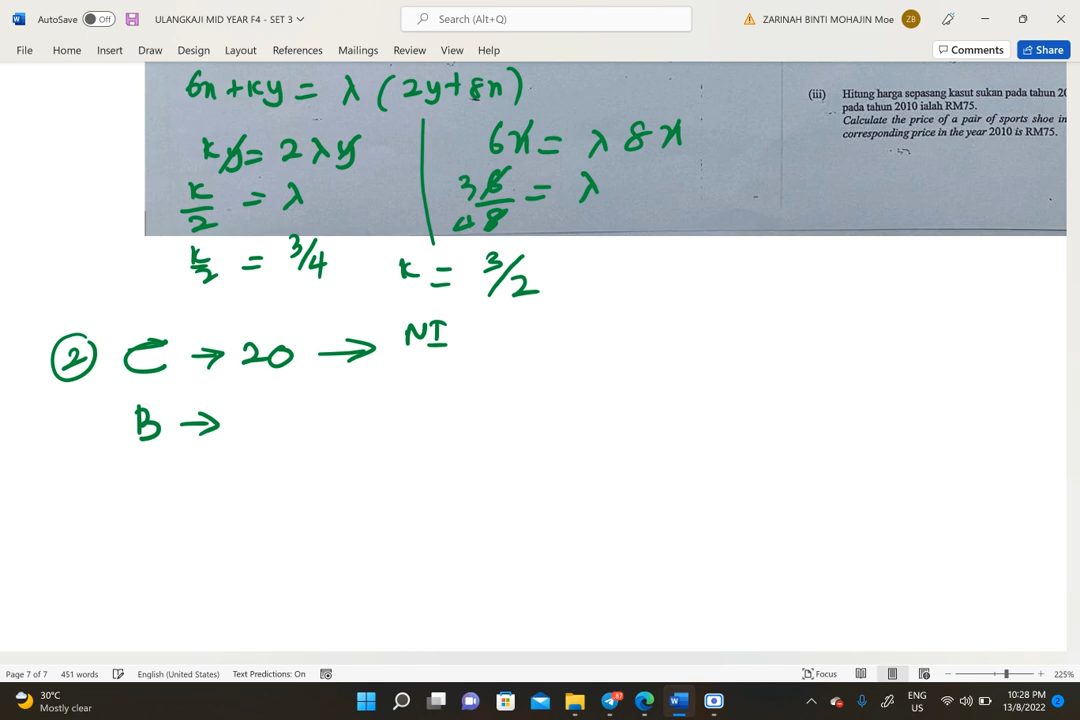 AutoSave Off ULANGKAJI MID YEAR F4 - SET 3 Search (Alt+Q) ZARINAH BINTI MOHAJIN Moe ZB
File Home Insert Draw Design Layout References Mailings Review View Help Comments Share
6x + ky = λ (2y + 8x)
ky = 2λy
6x = λ 8x
k/2 = λ
3 6/8 4 = λ
k/2 = 3/4
k = 3/2
(iii) Hitung harga sepasang kasut sukan pada tahun 20
pada tahun 2010 ialah RM75.
Calculate the price of a pair of sports shoe in
corresponding price in the year 2010 is RM75.
② C → 20 → NI
B →
Page 7 of 7 451 words English (United States) Text Predictions: On Focus 225%
30°C
Mostly clear
ENG
US
10:28 PM
13/8/2022
2